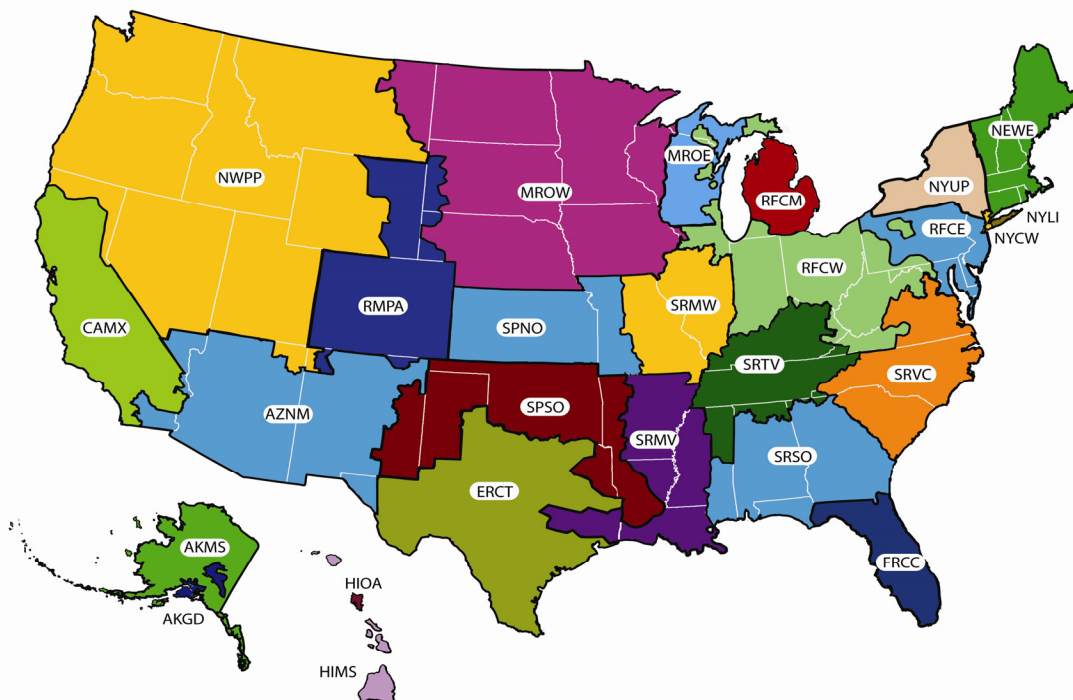 NEWE
MROE
NWPP
MROW
NYUP
RFCM
NYLI
RFCE
NYCW
RFCW
SRMW
RMPA
CAMX
SPNO
SRTV
SRVC
SPSO
AZNM
SRMV
SRSO
ERCT
AKMS
FRCC
HIOA
AKGD
HIMS